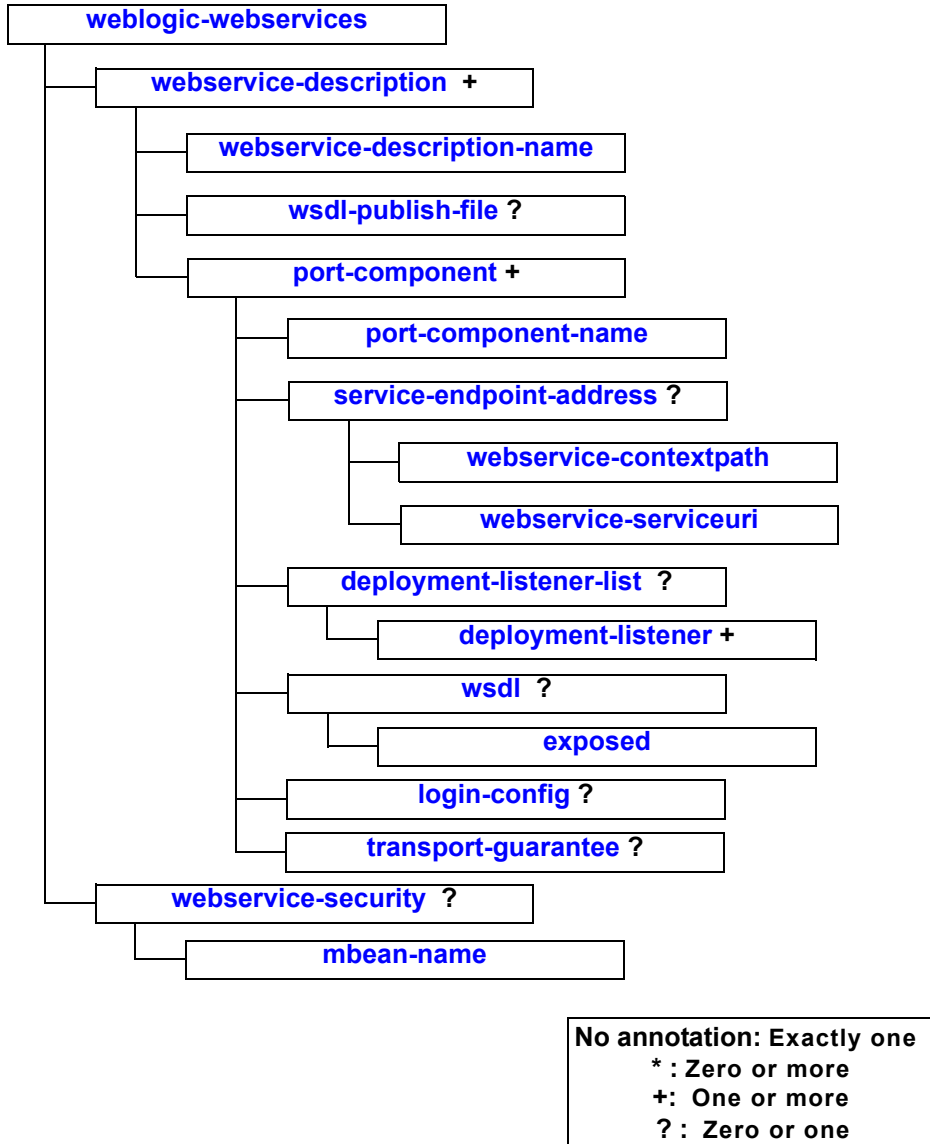 weblogic-webservices
webservice-description +
webservice-description-name
wsdl-publish-file ?
port-component +
port-component-name
service-endpoint-address ?
webservice-contextpath
webservice-serviceuri
deployment-listener-list ?
deployment-listener +
wsdl ?
exposed
login-config ?
transport-guarantee ?
webservice-security ?
mbean-name
No annotation: Exactly one
* : Zero or more
+: One or more
? : Zero or one